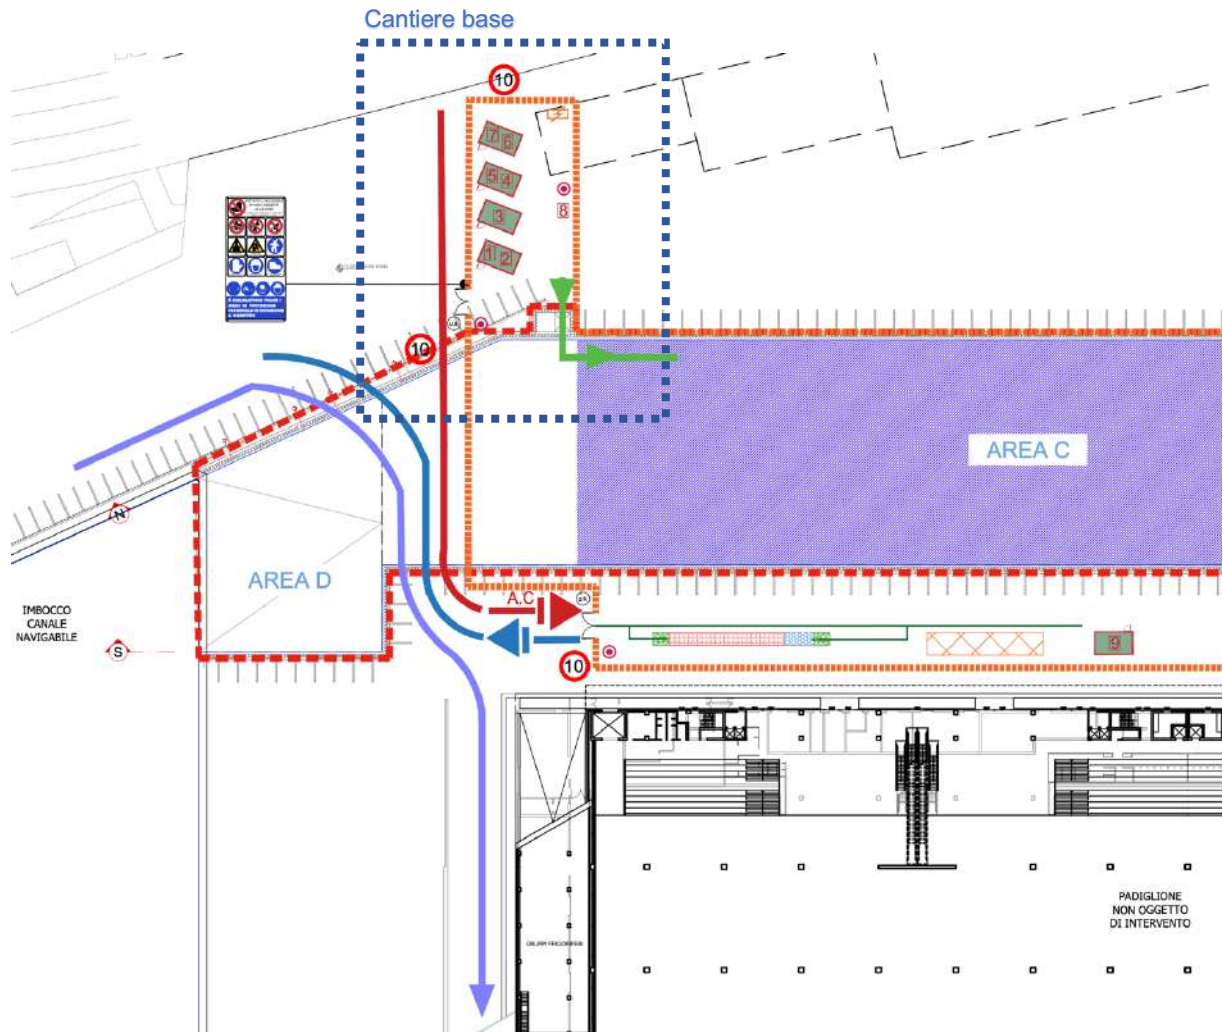 Cantiere base
10
7 6
5 4
8
3
1 2
10
AREA C
N
AREA D
A,C
IMBOCCO
CANALE
NAVIGABILE
S
9
10
PADIGLIONE
NON OGGETTO
DI INTERVENTO